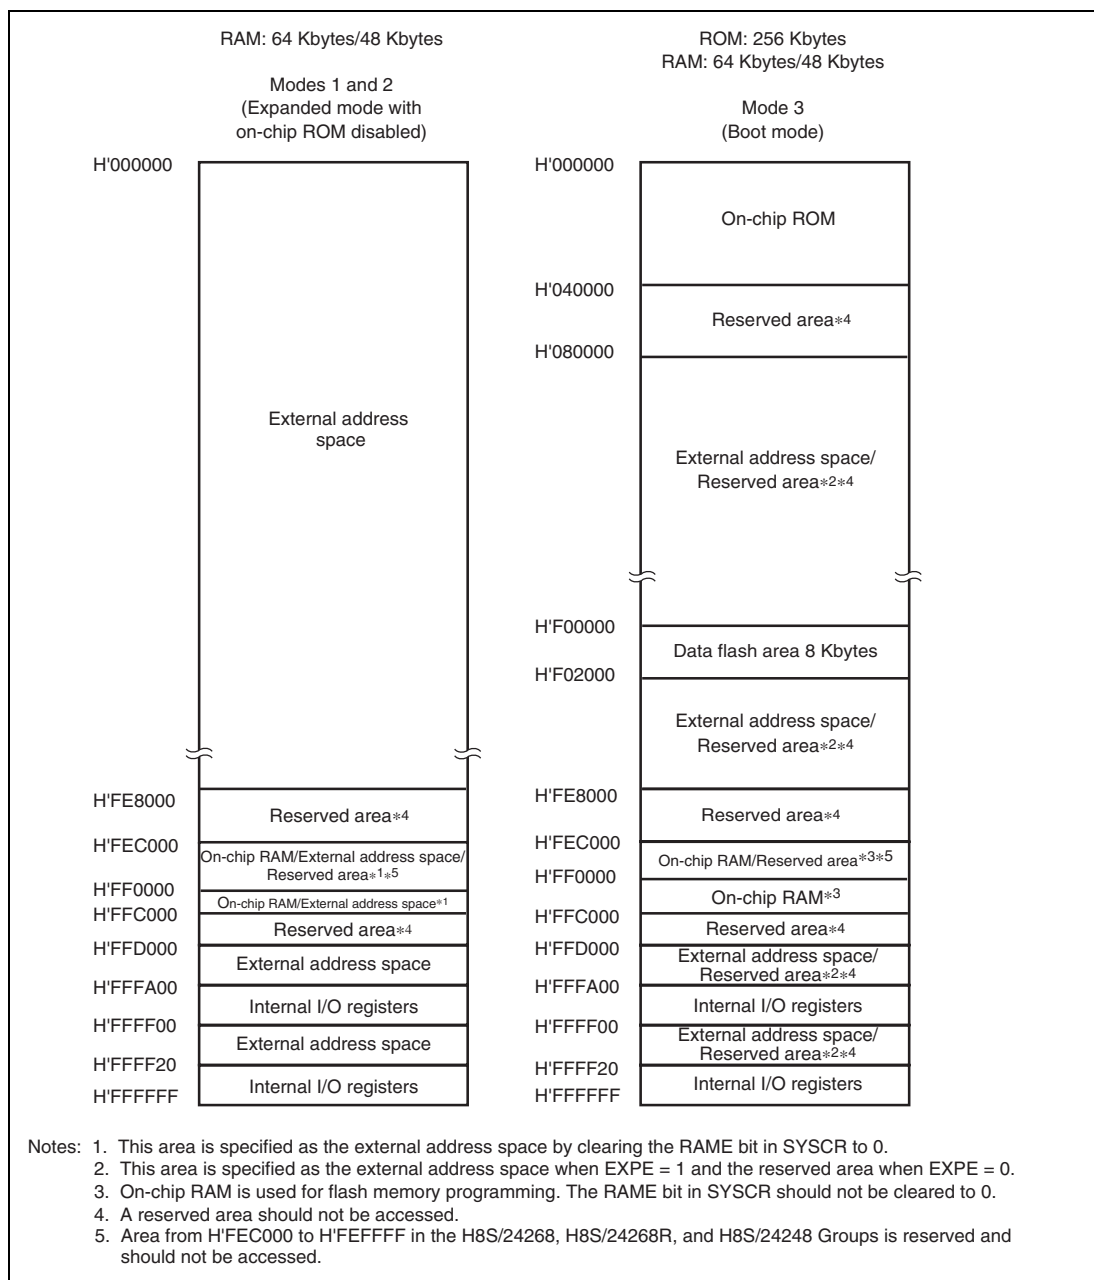 RAM: 64 Kbytes/48 Kbytes
Modes 1 and 2
(Expanded mode with
on-chip ROM disabled)
H'000000
External address
space
H'FE8000
Reserved area*4
H'FEC000
On-chip RAM/External address space/
Reserved area*1*5
H'FF0000
On-chip RAM/External address space*1
H'FFC000
Reserved area*4
H'FFD000
External address space
H'FFFA00
Internal I/O registers
H'FFFF00
External address space
H'FFFF20
Internal I/O registers
H'FFFFFF
ROM: 256 Kbytes
RAM: 64 Kbytes/48 Kbytes
Mode 3
(Boot mode)
H'000000
On-chip ROM
H'040000
Reserved area*4
H'080000
External address space/
Reserved area*2*4
H'F00000
Data flash area 8 Kbytes
H'F02000
External address space/
Reserved area*2*4
H'FE8000
Reserved area*4
H'FEC000
On-chip RAM/Reserved area*3*5
H'FF0000
On-chip RAM*3
H'FFC000
Reserved area*4
H'FFD000
External address space/
Reserved area*2*4
H'FFFA00
Internal I/O registers
H'FFFF00
External address space/
Reserved area*2*4
H'FFFF20
Internal I/O registers
H'FFFFFF
Notes: 1. This area is specified as the external address space by clearing the RAME bit in SYSCR to 0.
2. This area is specified as the external address space when EXPE = 1 and the reserved area when EXPE = 0.
3. On-chip RAM is used for flash memory programming. The RAME bit in SYSCR should not be cleared to 0.
4. A reserved area should not be accessed.
5. Area from H'FEC000 to H'FEFFFF in the H8S/24268, H8S/24268R, and H8S/24248 Groups is reserved and
should not be accessed.